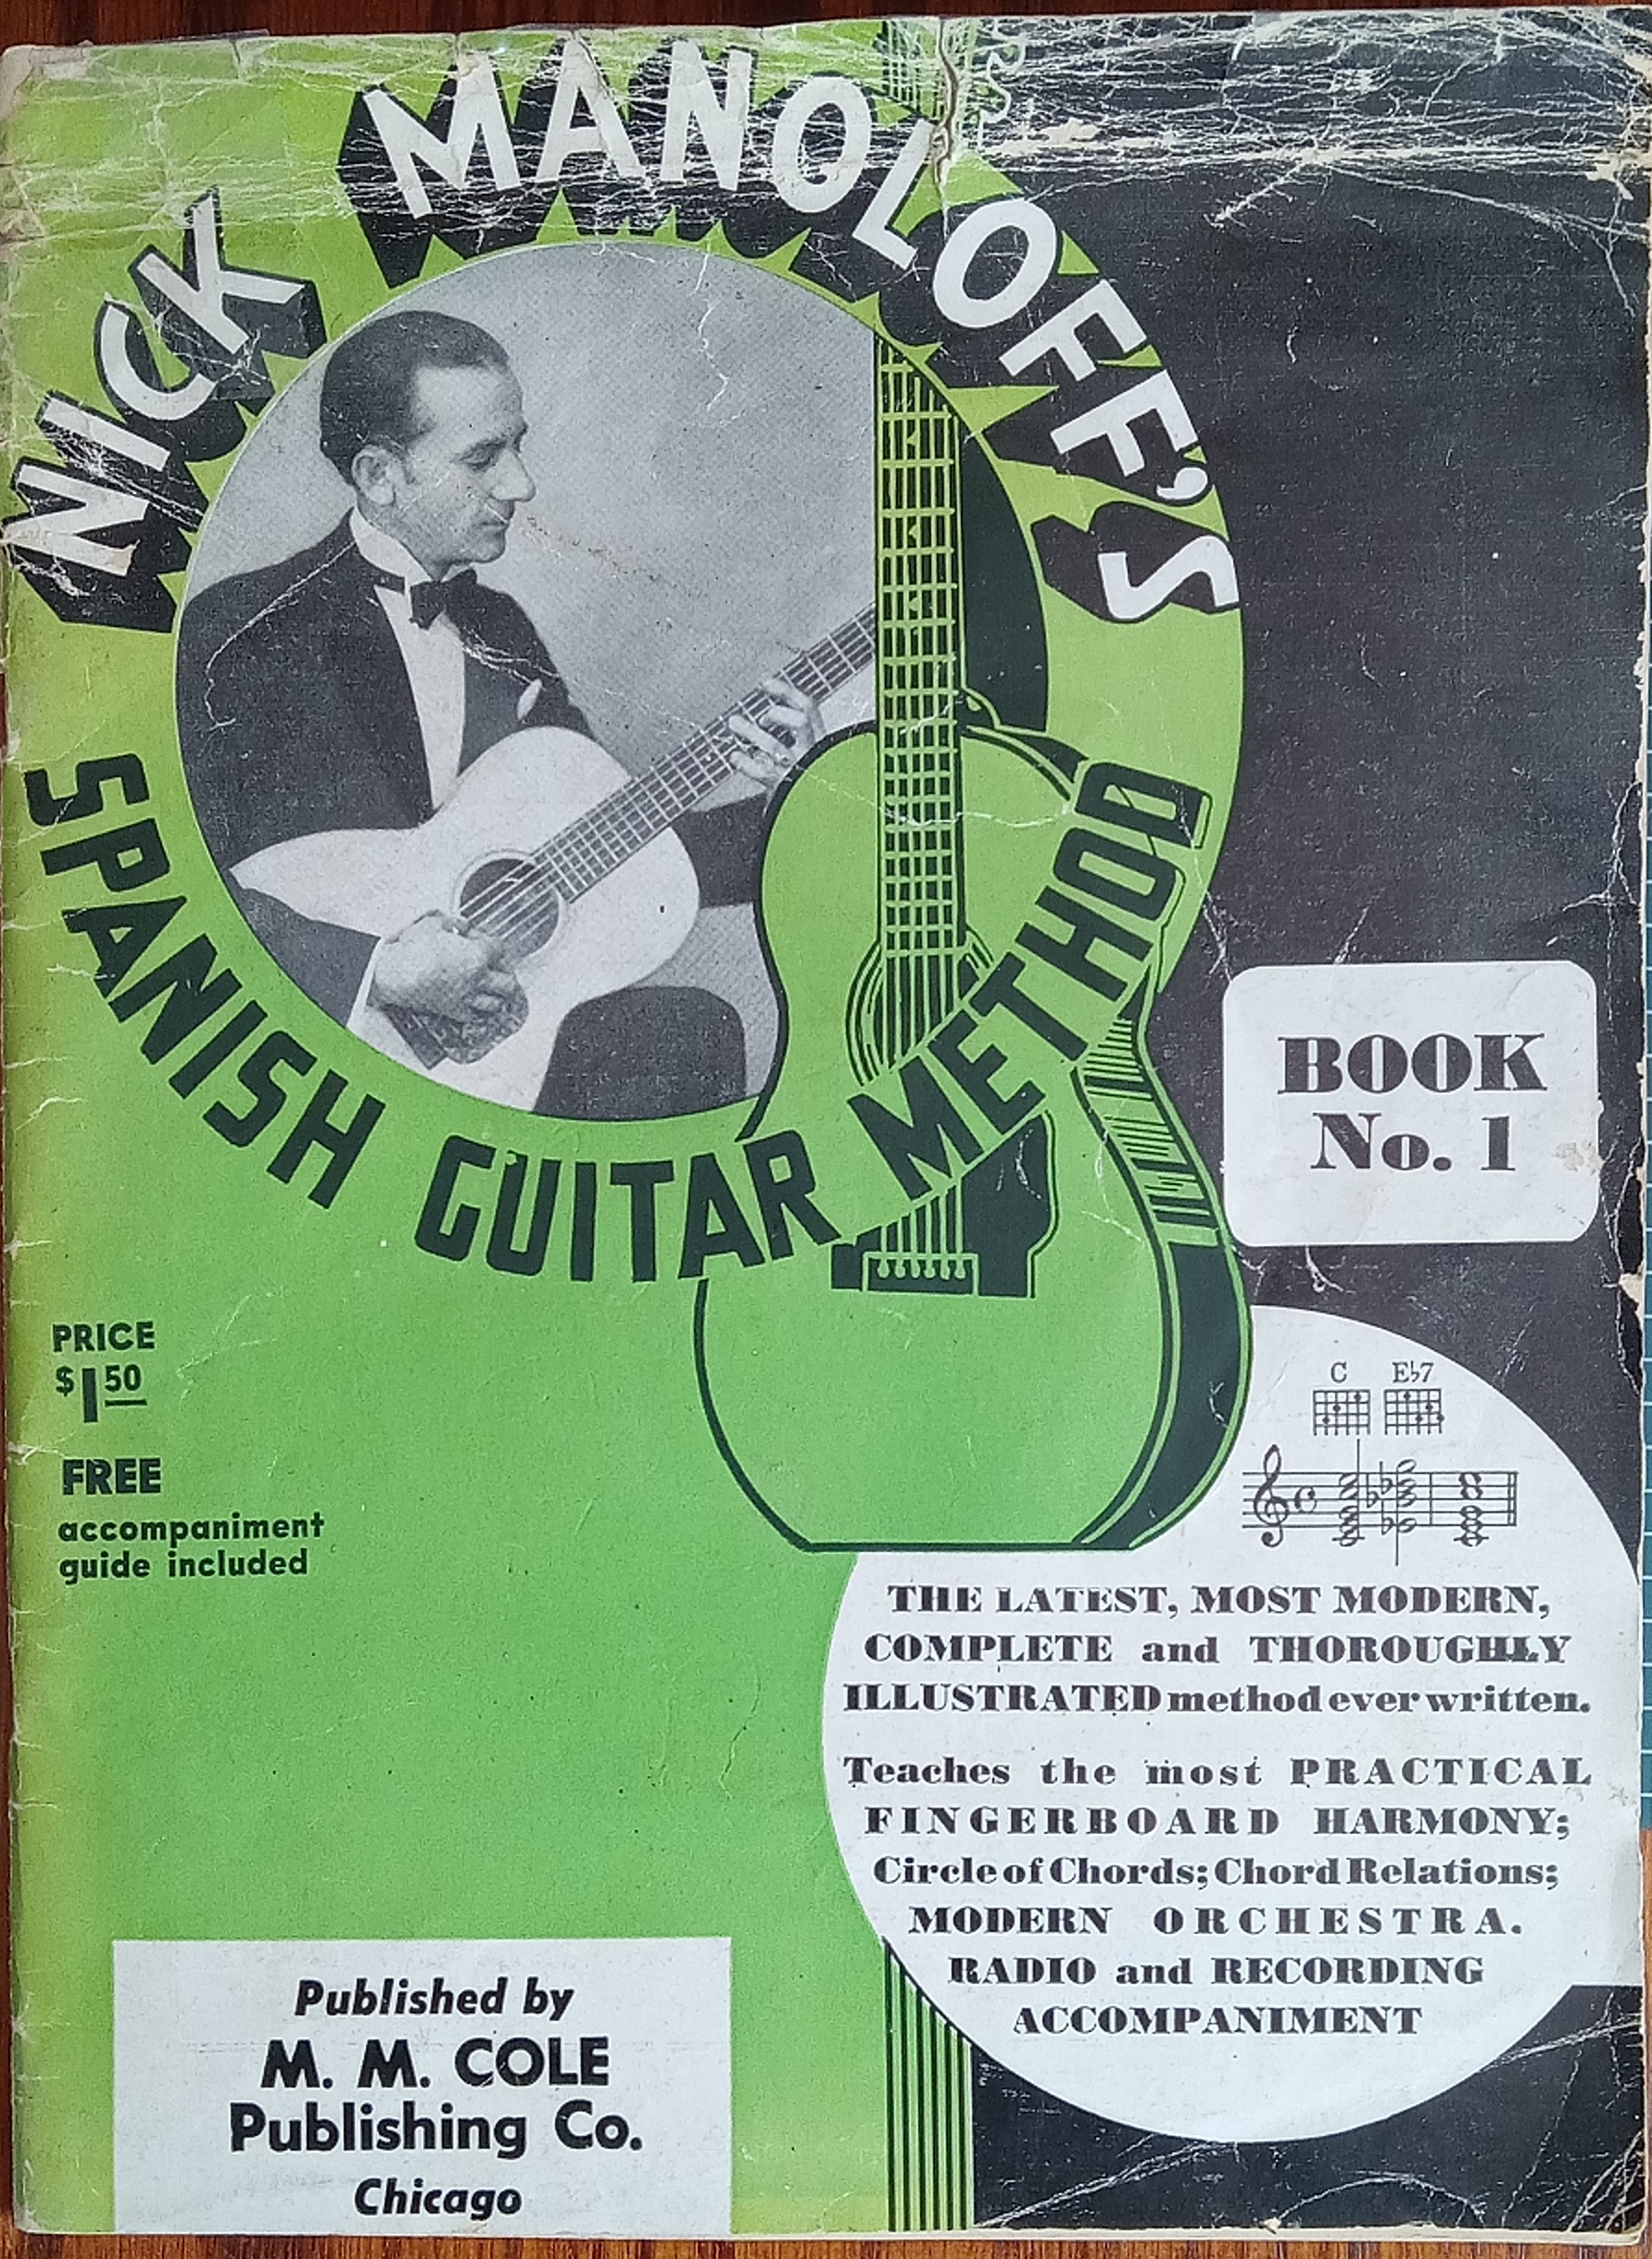 NICK MANOLOFF'S
SPANISH GUITAR METHOD
BOOK
No. 1
PRICE
$1.50
FREE
accompaniment
guide included
C E♭7
THE LATEST, MOST MODERN,
COMPLETE and THOROUGHLY
ILLUSTRATED method ever written.
Teaches the most PRACTICAL
FINGERBOARD HARMONY;
Circle of Chords; Chord Relations;
MODERN ORCHESTRA.
RADIO and RECORDING
ACCOMPANIMENT
Published by
M. M. COLE
Publishing Co.
Chicago